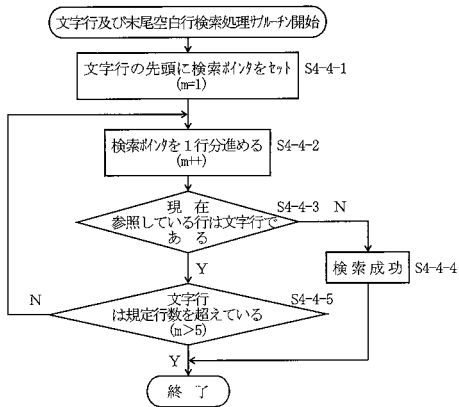 文字行及び末尾空白行検索処理ｻﾌﾞﾙｰﾁﾝ開始
文字行の先頭に検索ﾎﾟｲﾝﾀをｾｯﾄ
(m=1)
S4-4-1
検索ﾎﾟｲﾝﾀを１行分進める
(m++)
S4-4-2
現 在
参照している行は文字行で
あ る
S4-4-3
N
Y
検索成功
S4-4-4
文字行
は規定行数を超えている
(m>5)
S4-4-5
N
Y
終 了